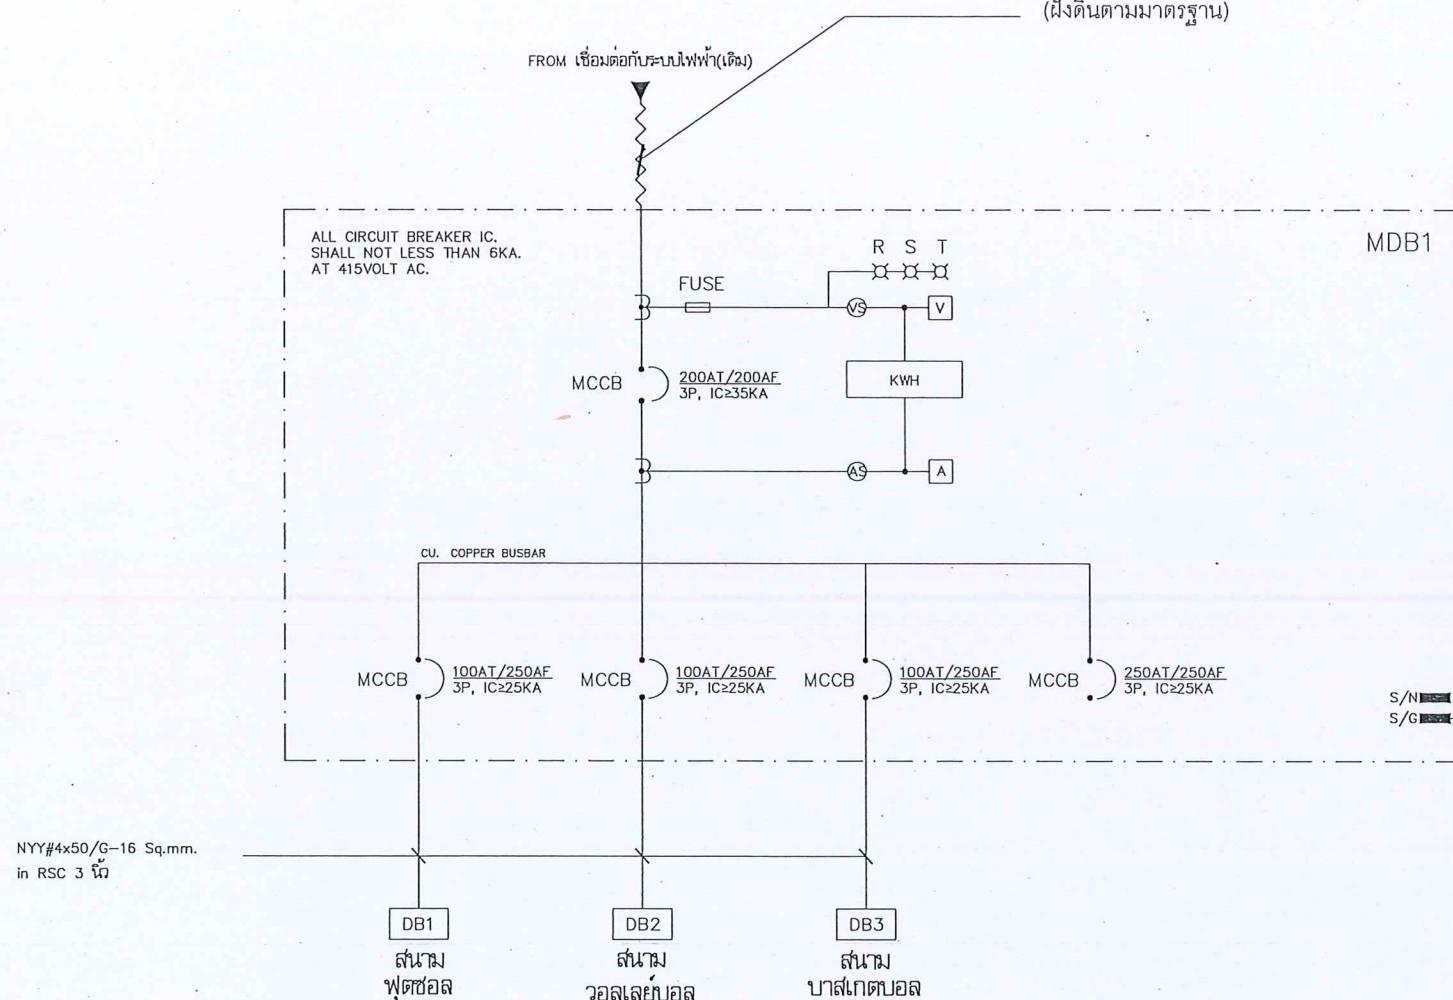 (ฝังดินตามมาตรฐาน)
FROM เชื่อมต่อกับระบบไฟฟ้า(เดิม)
ALL CIRCUIT BREAKER IC.
SHALL NOT LESS THAN 6KA.
AT 415VOLT AC.
MDB1
R S T
FUSE
VS
V
MCCB
200AT/200AF
3P, IC≥35KA
KWH
AS
A
CU. COPPER BUSBAR
MCCB
100AT/250AF
3P, IC≥25KA
MCCB
100AT/250AF
3P, IC≥25KA
MCCB
100AT/250AF
3P, IC≥25KA
MCCB
250AT/250AF
3P, IC≥25KA
S/N
S/G
NYY#4x50/G-16 Sq.mm.
in RSC 3 นิ้ว
DB1
สนาม
ฟุตซอล
DB2
สนาม
วอลเลย์บอล
DB3
สนาม
บาสเกตบอล